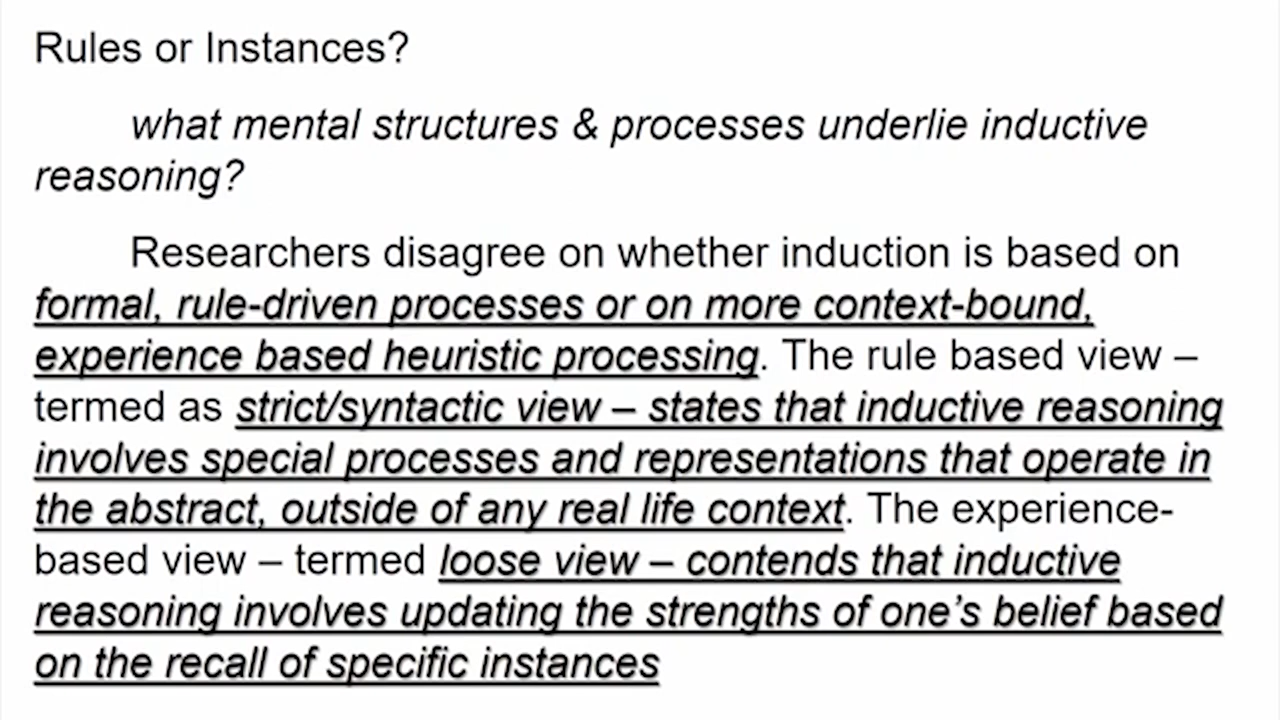 Rules or Instances?
what mental structures & processes underlie inductive
reasoning?
Researchers disagree on whether induction is based on
formal, rule-driven processes or on more context-bound,
experience based heuristic processing. The rule based view –
termed as strict/syntactic view – states that inductive reasoning
involves special processes and representations that operate in
the abstract, outside of any real life context. The experience-
based view – termed loose view – contends that inductive
reasoning involves updating the strengths of one’s belief based
on the recall of specific instances